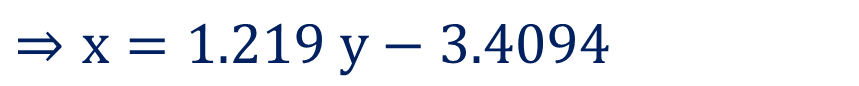 ⇒ x = 1.219 y − 3.4094